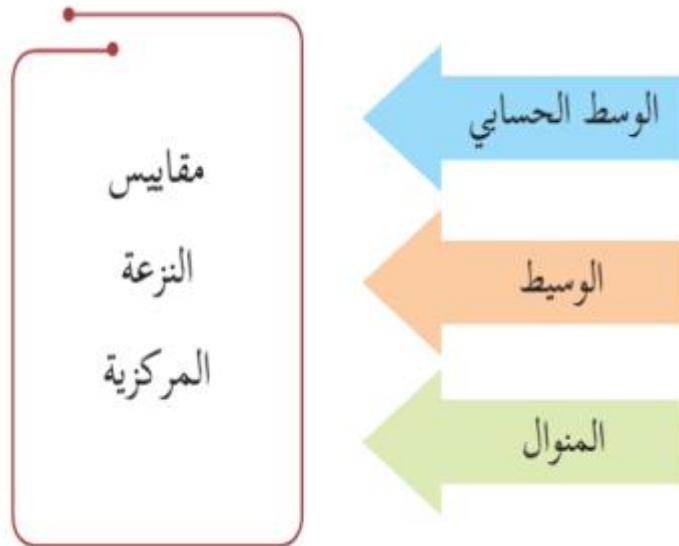 الوسط الحسابي
الوسيط
المنوال
مقاييس
النزعة
المركزية